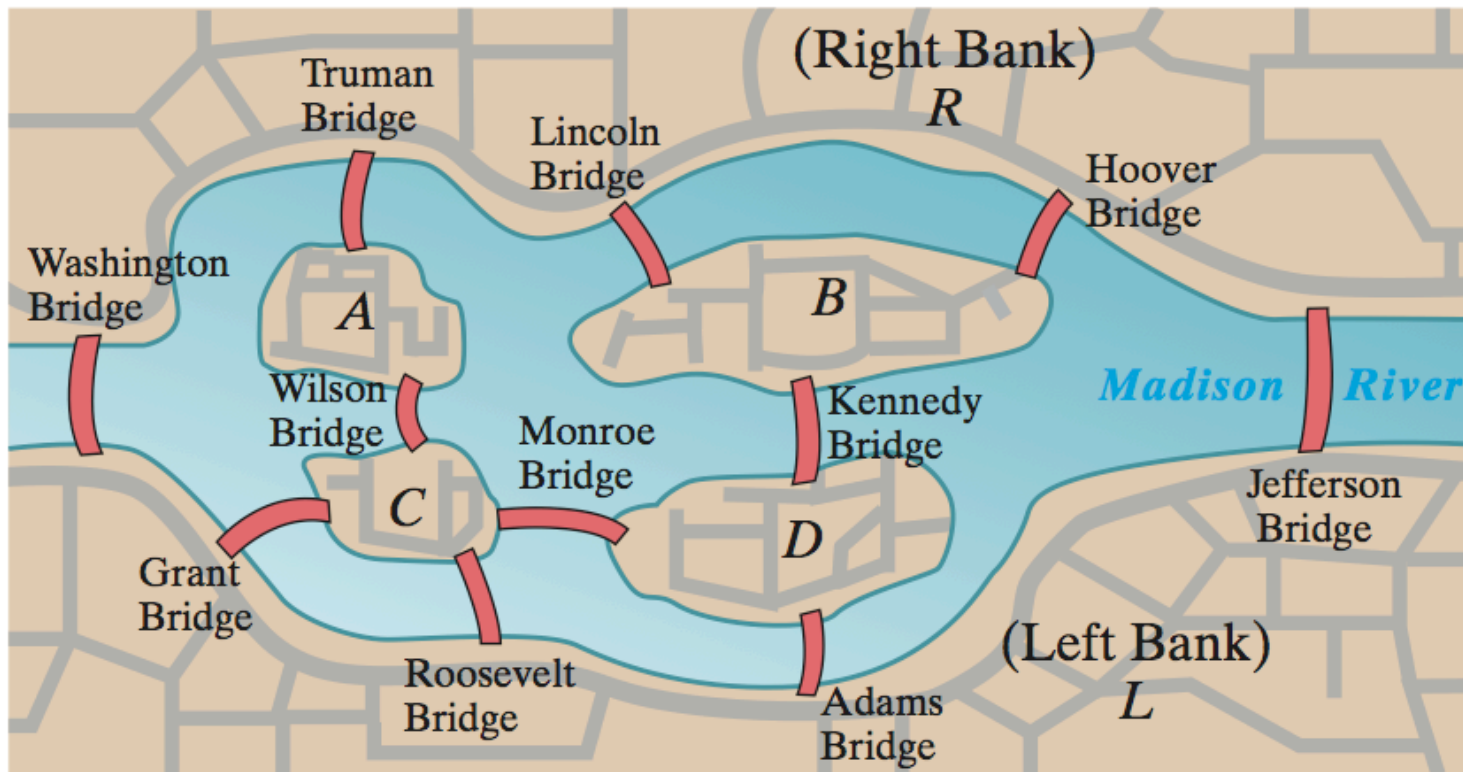 (Right Bank)
R
Truman
Bridge
Lincoln
Bridge
Hoover
Bridge
Washington
Bridge
A
B
Wilson
Bridge
Monroe
Bridge
Kennedy
Bridge
Madison River
C
D
Jefferson
Bridge
Grant
Bridge
Roosevelt
Bridge
Adams
Bridge
(Left Bank)
L